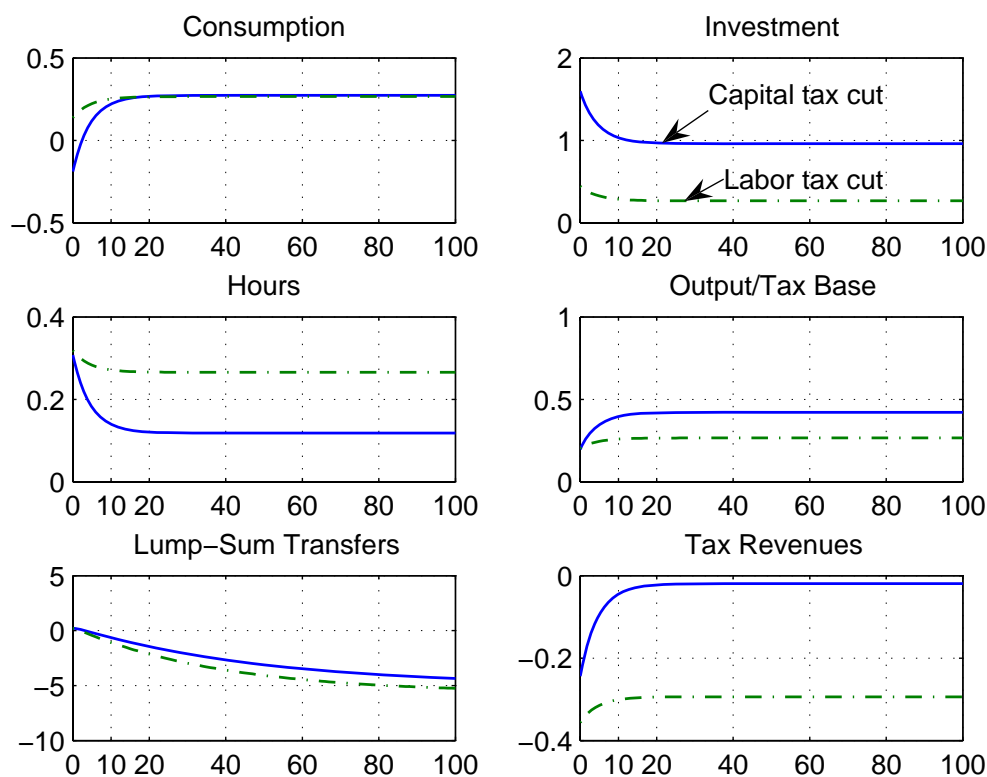 Consumption
0.5
0
−0.5
0 10 20 40 60 80 100
Investment
2
1
0
Capital tax cut
Labor tax cut
0 10 20 40 60 80 100
Hours
0.4
0.2
0
0 10 20 40 60 80 100
Output/Tax Base
1
0.5
0
0 10 20 40 60 80 100
Lump−Sum Transfers
5
0
−5
−10
0 10 20 40 60 80 100
Tax Revenues
0
−0.2
−0.4
0 10 20 40 60 80 100